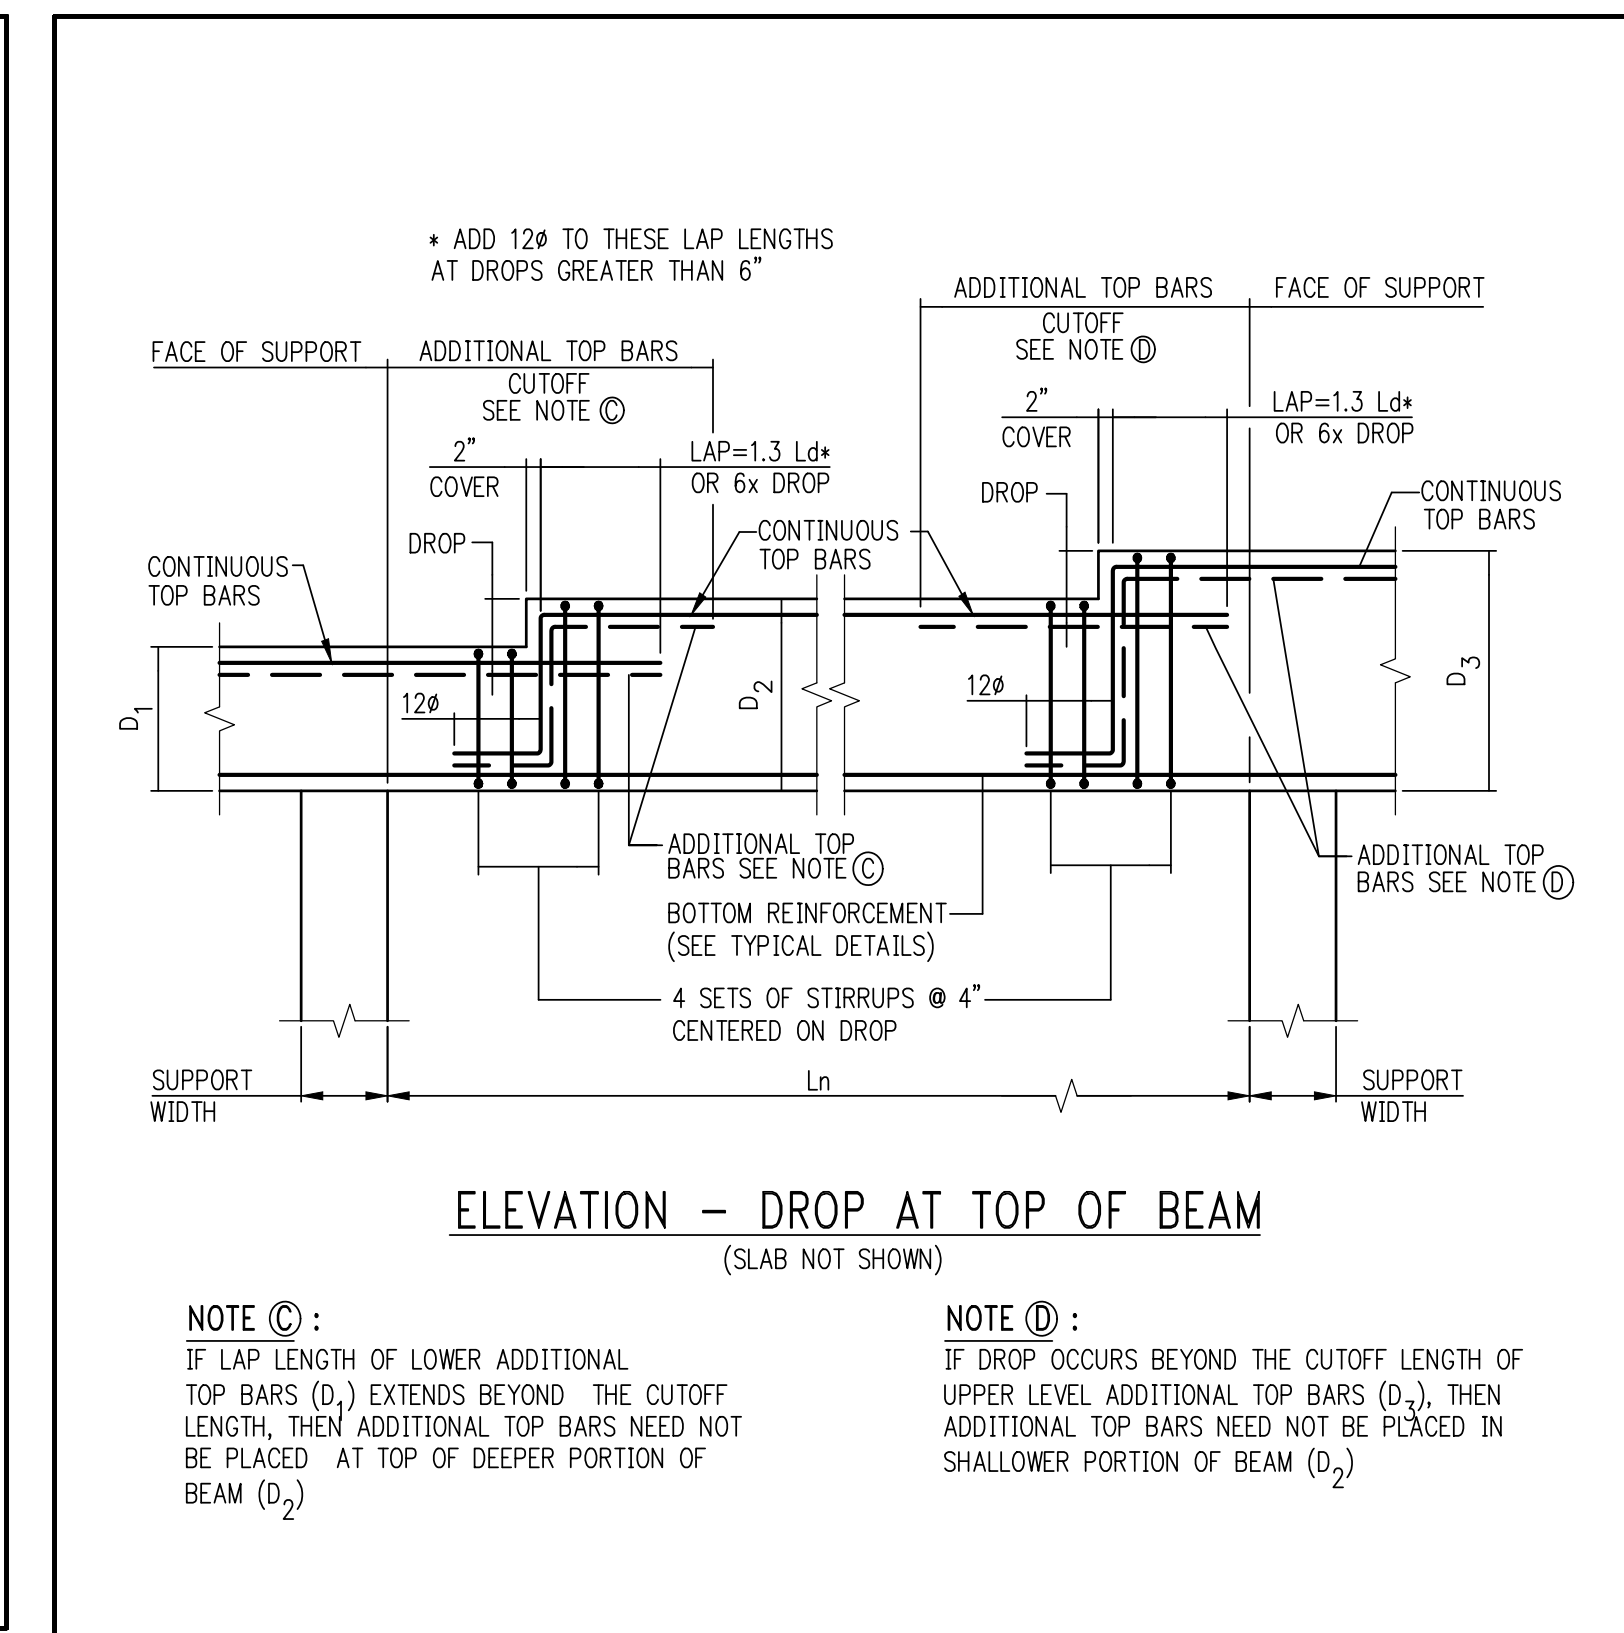 * ADD 12ø TO THESE LAP LENGTHS
AT DROPS GREATER THAN 6"
ADDITIONAL TOP BARS
FACE OF SUPPORT
CUTOFF
SEE NOTE Ⓓ
FACE OF SUPPORT
ADDITIONAL TOP BARS
CUTOFF
SEE NOTE Ⓒ
2"
COVER
LAP=1.3 Ld*
OR 6x DROP
2"
COVER
LAP=1.3 Ld*
OR 6x DROP
DROP
CONTINUOUS
TOP BARS
DROP
CONTINUOUS
TOP BARS
CONTINUOUS
TOP BARS
12ø
12ø
D1
D2
D3
ADDITIONAL TOP
BARS SEE NOTE Ⓒ
ADDITIONAL TOP
BARS SEE NOTE Ⓓ
BOTTOM REINFORCEMENT
(SEE TYPICAL DETAILS)
4 SETS OF STIRRUPS @ 4"
CENTERED ON DROP
SUPPORT
WIDTH
Ln
SUPPORT
WIDTH
ELEVATION – DROP AT TOP OF BEAM
(SLAB NOT SHOWN)
NOTE Ⓒ :
IF LAP LENGTH OF LOWER ADDITIONAL
TOP BARS (D1) EXTENDS BEYOND THE CUTOFF
LENGTH, THEN ADDITIONAL TOP BARS NEED NOT
BE PLACED AT TOP OF DEEPER PORTION OF
BEAM (D2)
NOTE Ⓓ :
IF DROP OCCURS BEYOND THE CUTOFF LENGTH OF
UPPER LEVEL ADDITIONAL TOP BARS (D3), THEN
ADDITIONAL TOP BARS NEED NOT BE PLACED IN
SHALLOWER PORTION OF BEAM (D2)